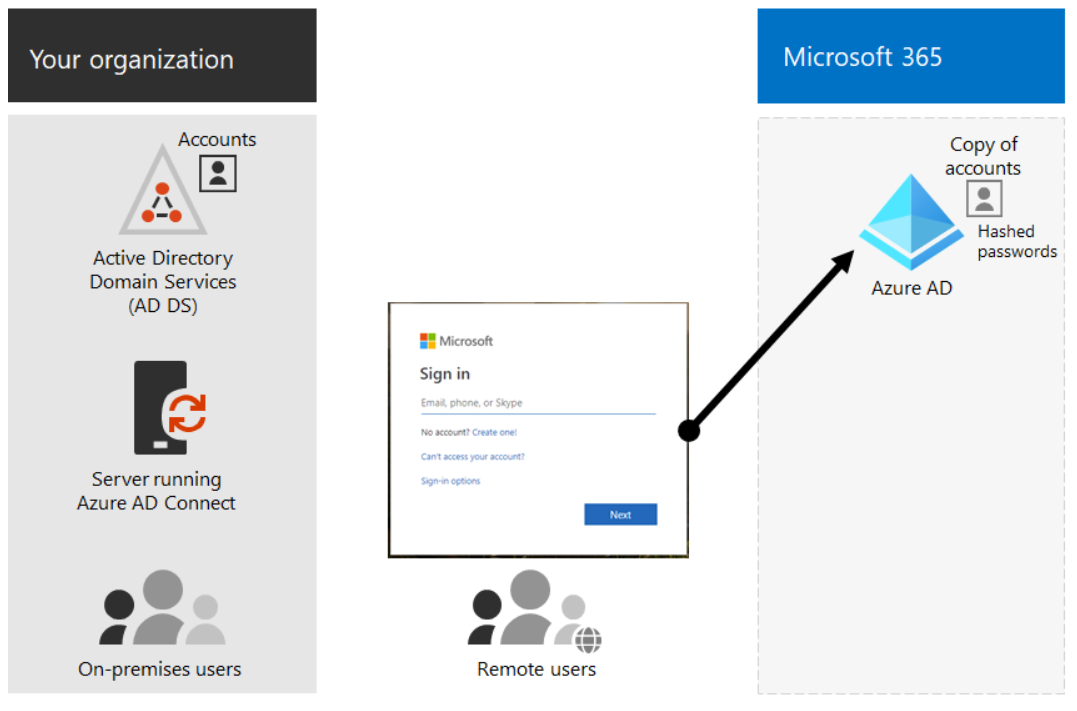 Your organization
Microsoft 365
Accounts
Active Directory
Domain Services
(AD DS)
Server running
Azure AD Connect
On-premises users
Microsoft
Sign in
Email, phone, or Skype
No account? Create one!
Can't access your account?
Sign-in options
Next
Remote users
Copy of
accounts
Hashed
passwords
Azure AD